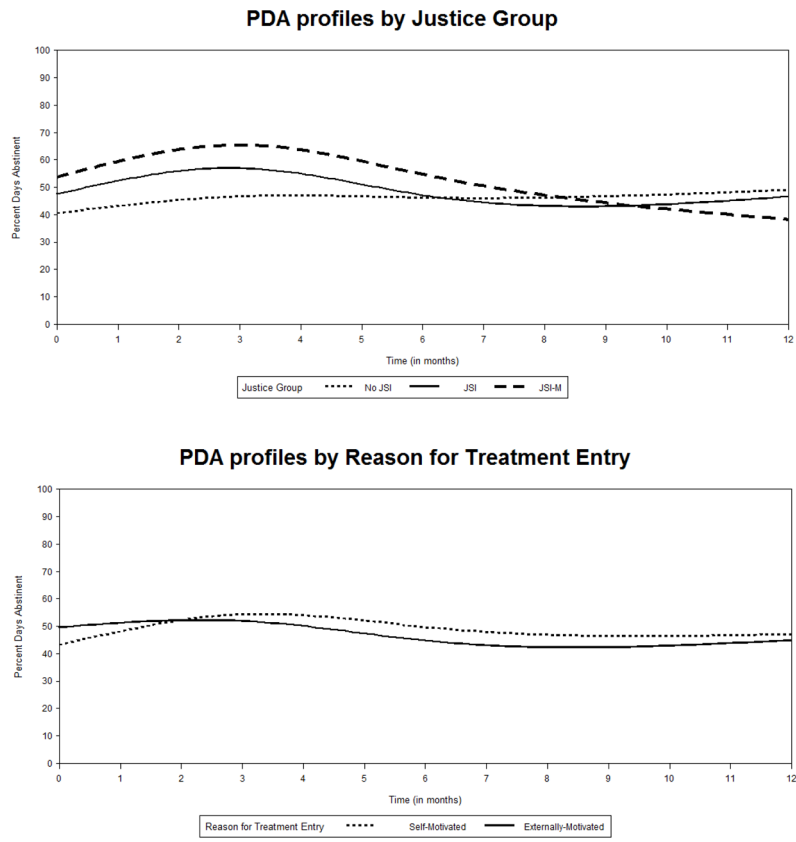 PDA profiles by Justice Group
100
90
80
70
60
50
40
30
20
10
0
Percent Days Abstinent
0 1 2 3 4 5 6 7 8 9 10 11 12
Time (in months)
Justice Group No JSI JSI JSI-M
PDA profiles by Reason for Treatment Entry
100
90
80
70
60
50
40
30
20
10
0
Percent Days Abstinent
0 1 2 3 4 5 6 7 8 9 10 11 12
Time (in months)
Reason for Treatment Entry Self-Motivated Externally-Motivated